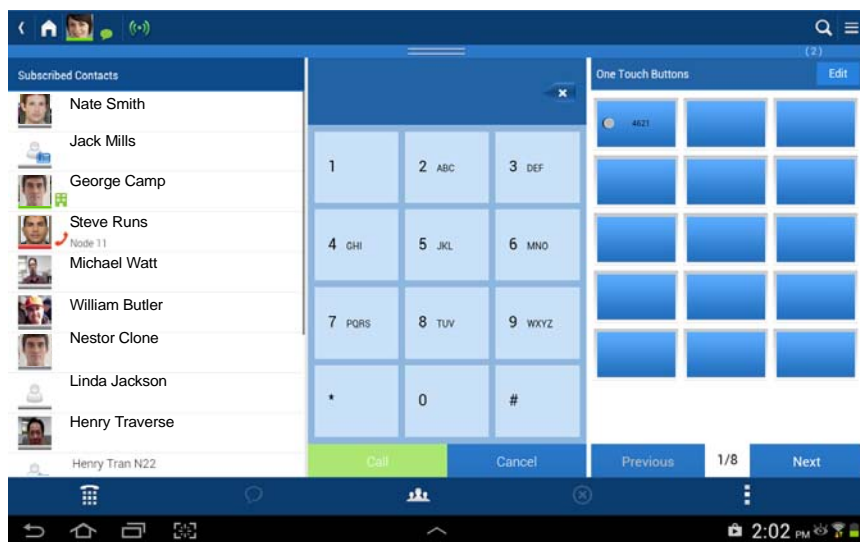 (2)
Subscribed Contacts
Nate Smith
Jack Mills
George Camp
Steve Runs
Node 11
Michael Watt
William Butler
Nestor Clone
Linda Jackson
Henry Traverse
Henry Tran N22
1
2 ABC
3 DEF
4 GHI
5 JKL
6 MNO
7 PQRS
8 TUV
9 WXYZ
*
0
#
Call
Cancel
One Touch Buttons
Edit
4621
Previous
1/8
Next
2:02 PM